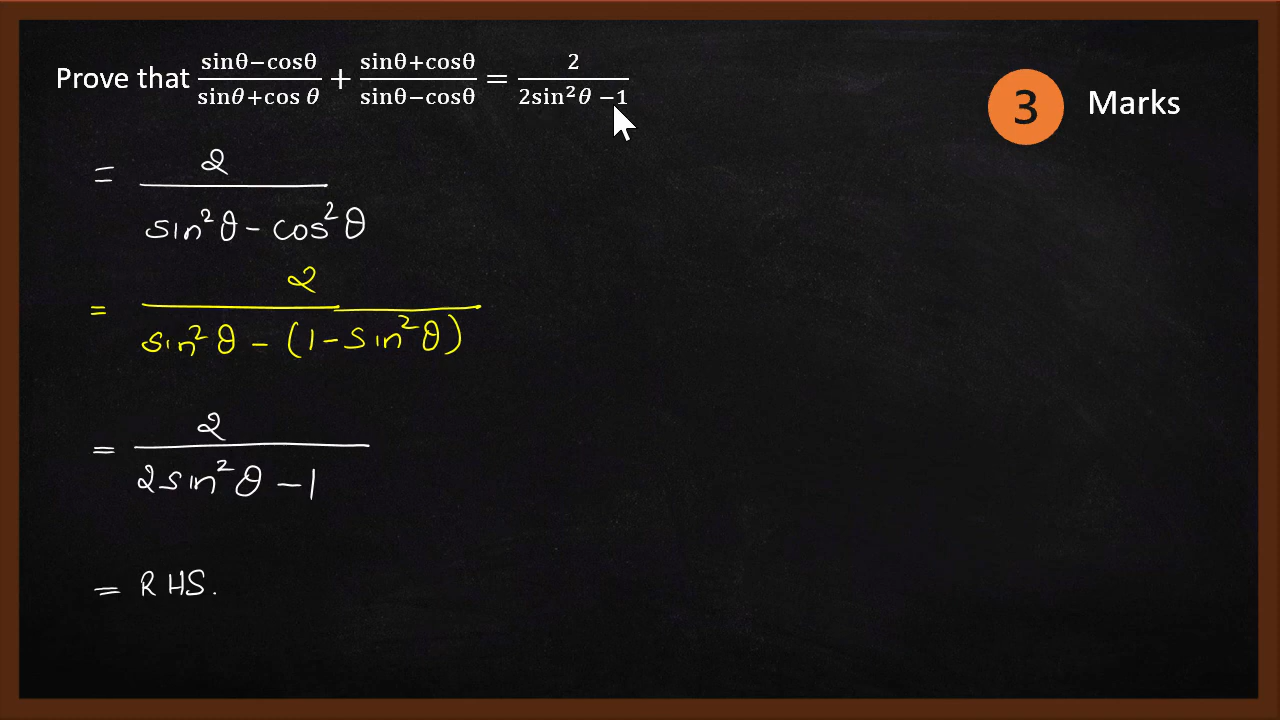 Prove that (sinθ−cosθ)/(sinθ+cos θ) + (sinθ+cosθ)/(sinθ−cosθ) = 2/(2sin²θ −1)
3 Marks
= 2/(sin²θ - cos²θ)
= 2/(sin²θ - (1-sin²θ))
= 2/(2sin²θ -1)
= RHS.